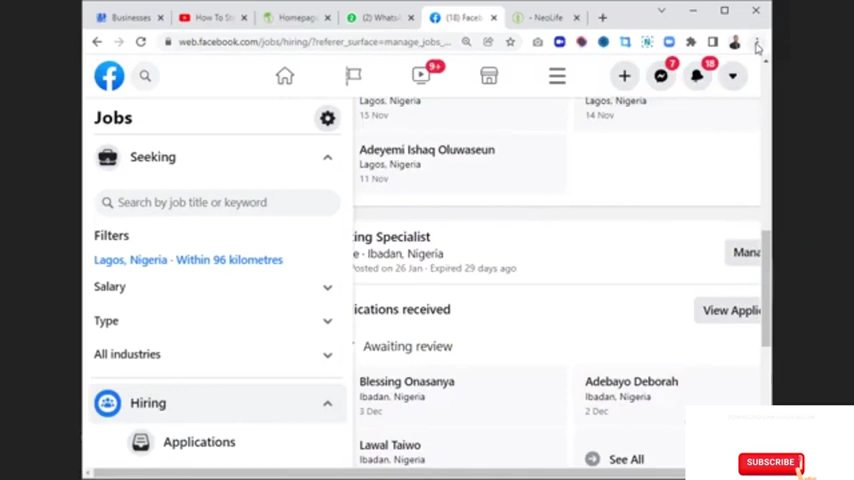 Businesses
How To St
Homepag
(2) WhatsA
(18) Faceb
- NeoLife
web.facebook.com/jobs/hiring/?referer_surface=manage_jobs_...
9+
7
18
Jobs
Seeking
Search by job title or keyword
Filters
Lagos, Nigeria · Within 96 kilometres
Salary
Type
All industries
Hiring
Applications
Lagos, Nigeria
15 Nov
Lagos, Nigeria
14 Nov
Adeyemi Ishaq Oluwaseun
Lagos, Nigeria
11 Nov
ing Specialist
e · Ibadan, Nigeria
Posted on 26 Jan · Expired 29 days ago
Mana
ications received
View Appli
Awaiting review
Blessing Onasanya
Ibadan, Nigeria
3 Dec
Adebayo Deborah
Ibadan, Nigeria
2 Dec
Lawal Taiwo
Ibadan, Nigeria
See All
SUBSCRIBE